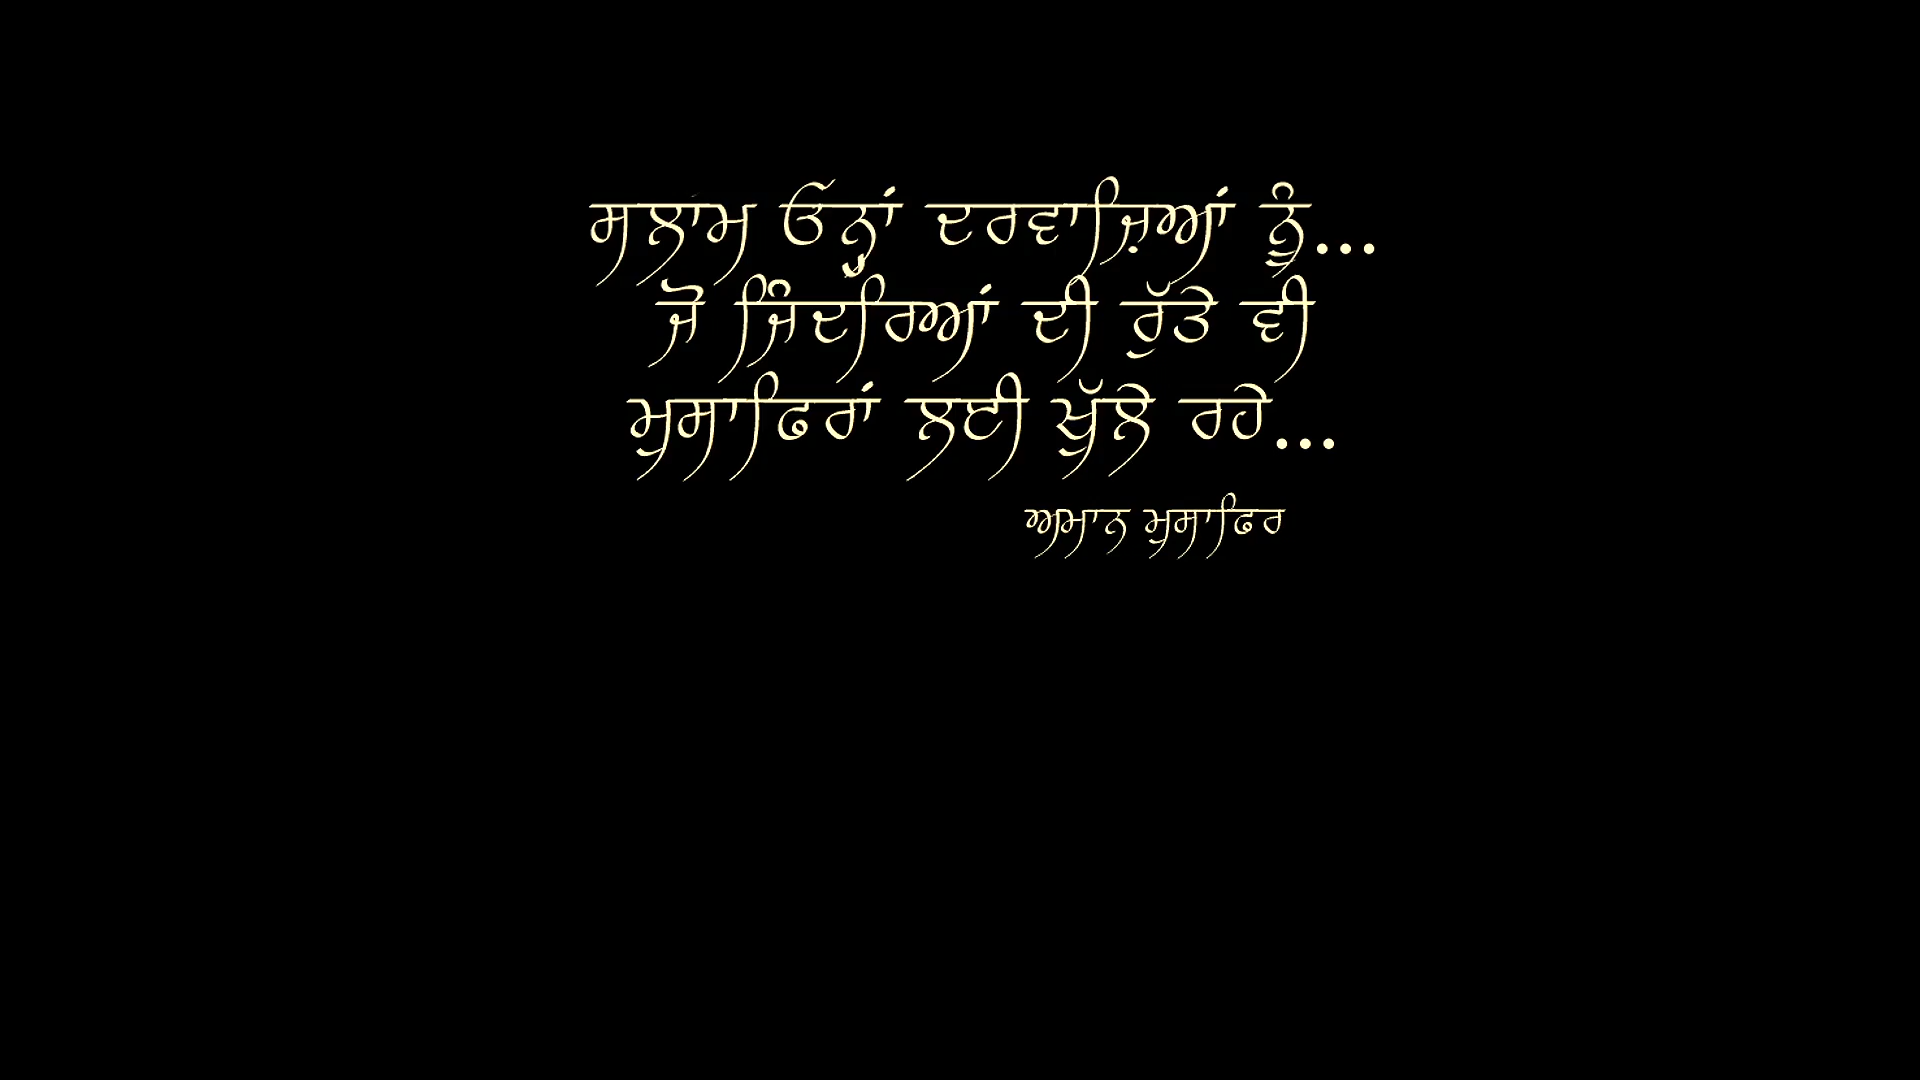 ਸਲਾਮ ਓਨ੍ਹਾਂ ਦਰਵਾਜ਼ਿਆਂ ਨੂੰ...
ਜੋ ਜਿੰਦਰਿਆਂ ਦੀ ਰੁੱਤੇ ਵੀ
ਮੁਸਾਫਿਰਾਂ ਲਈ ਖੁੱਲੇ ਰਹੇ...
ਅਮਾਨ ਮੁਸਾਫਿਰ